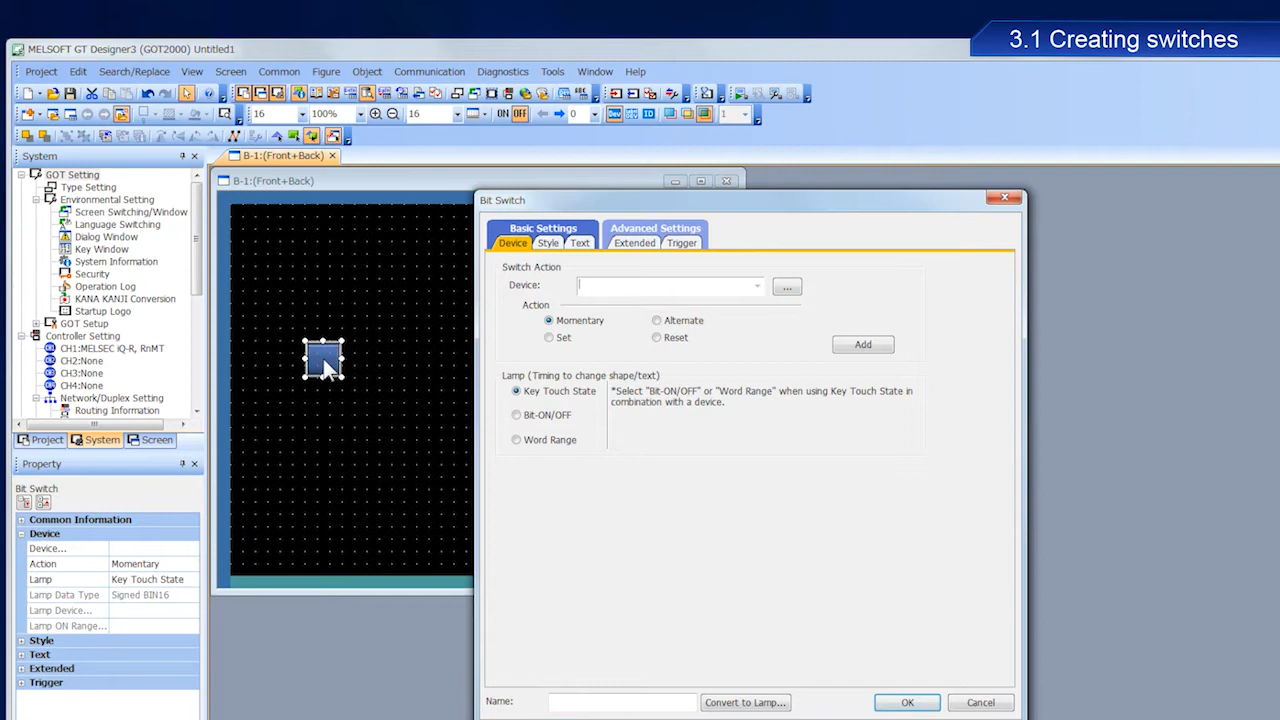 3.1 Creating switches
MELSOFT GT Designer3 (GOT2000) Untitled1
Project Edit Search/Replace View Screen Common Figure Object Communication Diagnostics Tools Window Help
16 100% 16 ON OFF 0 Dev ID 1
System
B-1:(Front+Back)
GOT Setting
Type Setting
Environmental Setting
Screen Switching/Window
Language Switching
Dialog Window
Key Window
System Information
Security
Operation Log
KANA KANJI Conversion
Startup Logo
GOT Setup
Controller Setting
CH1:MELSEC iQ-R, RnMT
CH2:None
CH3:None
CH4:None
Network/Duplex Setting
Routing Information
Project System Screen
Property
Bit Switch
Common Information
Device
Device...
Action Momentary
Lamp Key Touch State
Lamp Data Type Signed BIN16
Lamp Device...
Lamp ON Range...
Style
Text
Extended
Trigger
B-1:(Front+Back)
Bit Switch
Basic Settings Advanced Settings
Device Style Text Extended Trigger
Switch Action
Device: ...
Action
Momentary Alternate
Set Reset
Add
Lamp (Timing to change shape/text)
Key Touch State
Bit-ON/OFF
Word Range
*Select "Bit-ON/OFF" or "Word Range" when using Key Touch State in
combination with a device.
Name: Convert to Lamp... OK Cancel